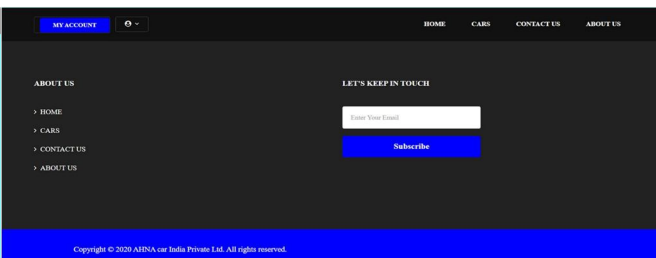 MY ACCOUNT
HOME CARS CONTACT US ABOUT US
ABOUT US
> HOME
> CARS
> CONTACT US
> ABOUT US
LET'S KEEP IN TOUCH
Enter Your Email
Subscribe
Copyright © 2020 AHNA car India Private Ltd. All rights reserved.